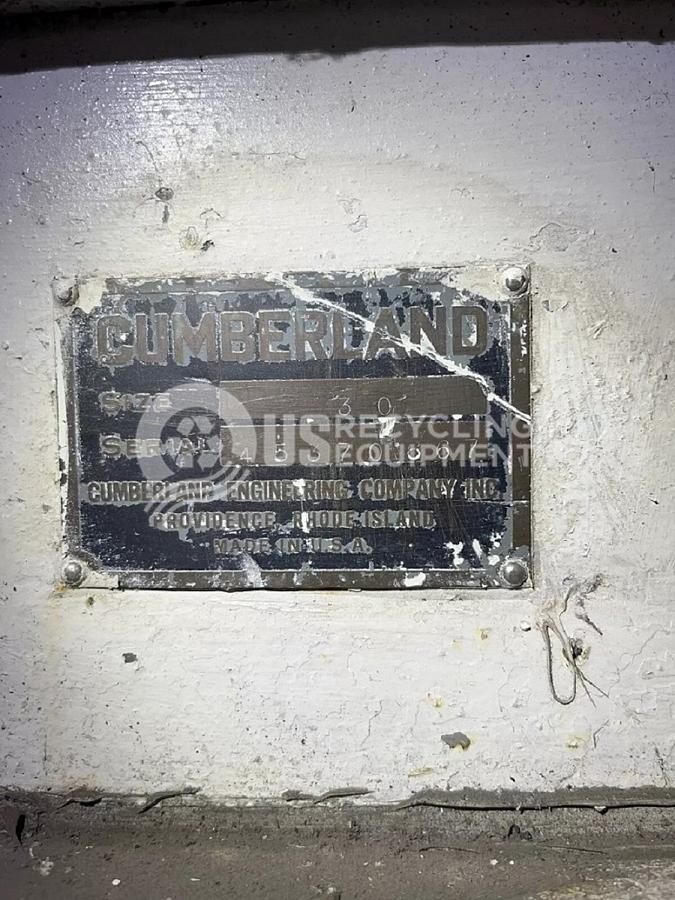 CUMBERLAND
SIZE 30
SERIAL
CUMBERLAND ENGINEERING COMPANY INC.
PROVIDENCE, RHODE ISLAND
MADE IN U.S.A.
US RECYCLING
EQUIPMENT